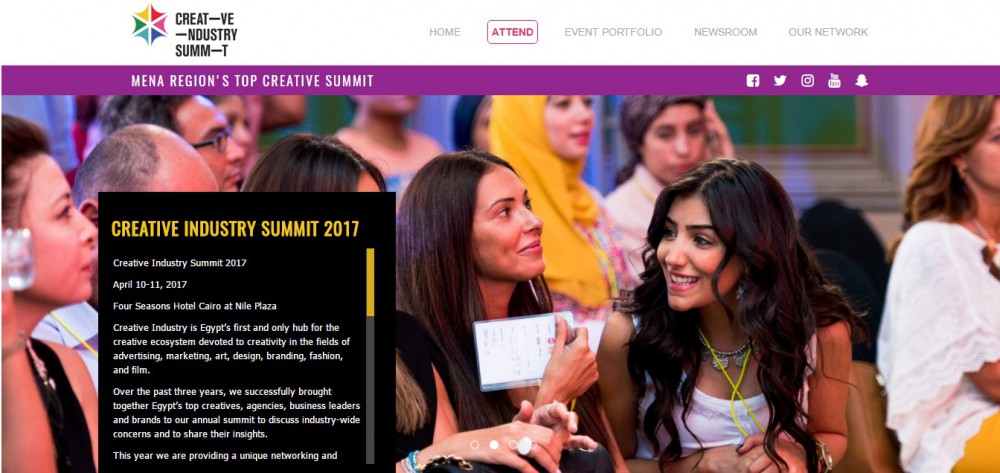 CREAT—VE
—NDUSTRY
SUMM—T
HOME ATTEND EVENT PORTFOLIO NEWSROOM OUR NETWORK
MENA REGION'S TOP CREATIVE SUMMIT
You Tube
CREATIVE INDUSTRY SUMMIT 2017
Creative Industry Summit 2017
April 10-11, 2017
Four Seasons Hotel Cairo at Nile Plaza
Creative Industry is Egypt's first and only hub for the
creative ecosystem devoted to creativity in the fields of
advertising, marketing, art, design, branding, fashion,
and film.
Over the past three years, we successfully brought
together Egypt's top creatives, agencies, business leaders
and brands to our annual summit to discuss industry-wide
concerns and to share their insights.
This year we are providing a unique networking and